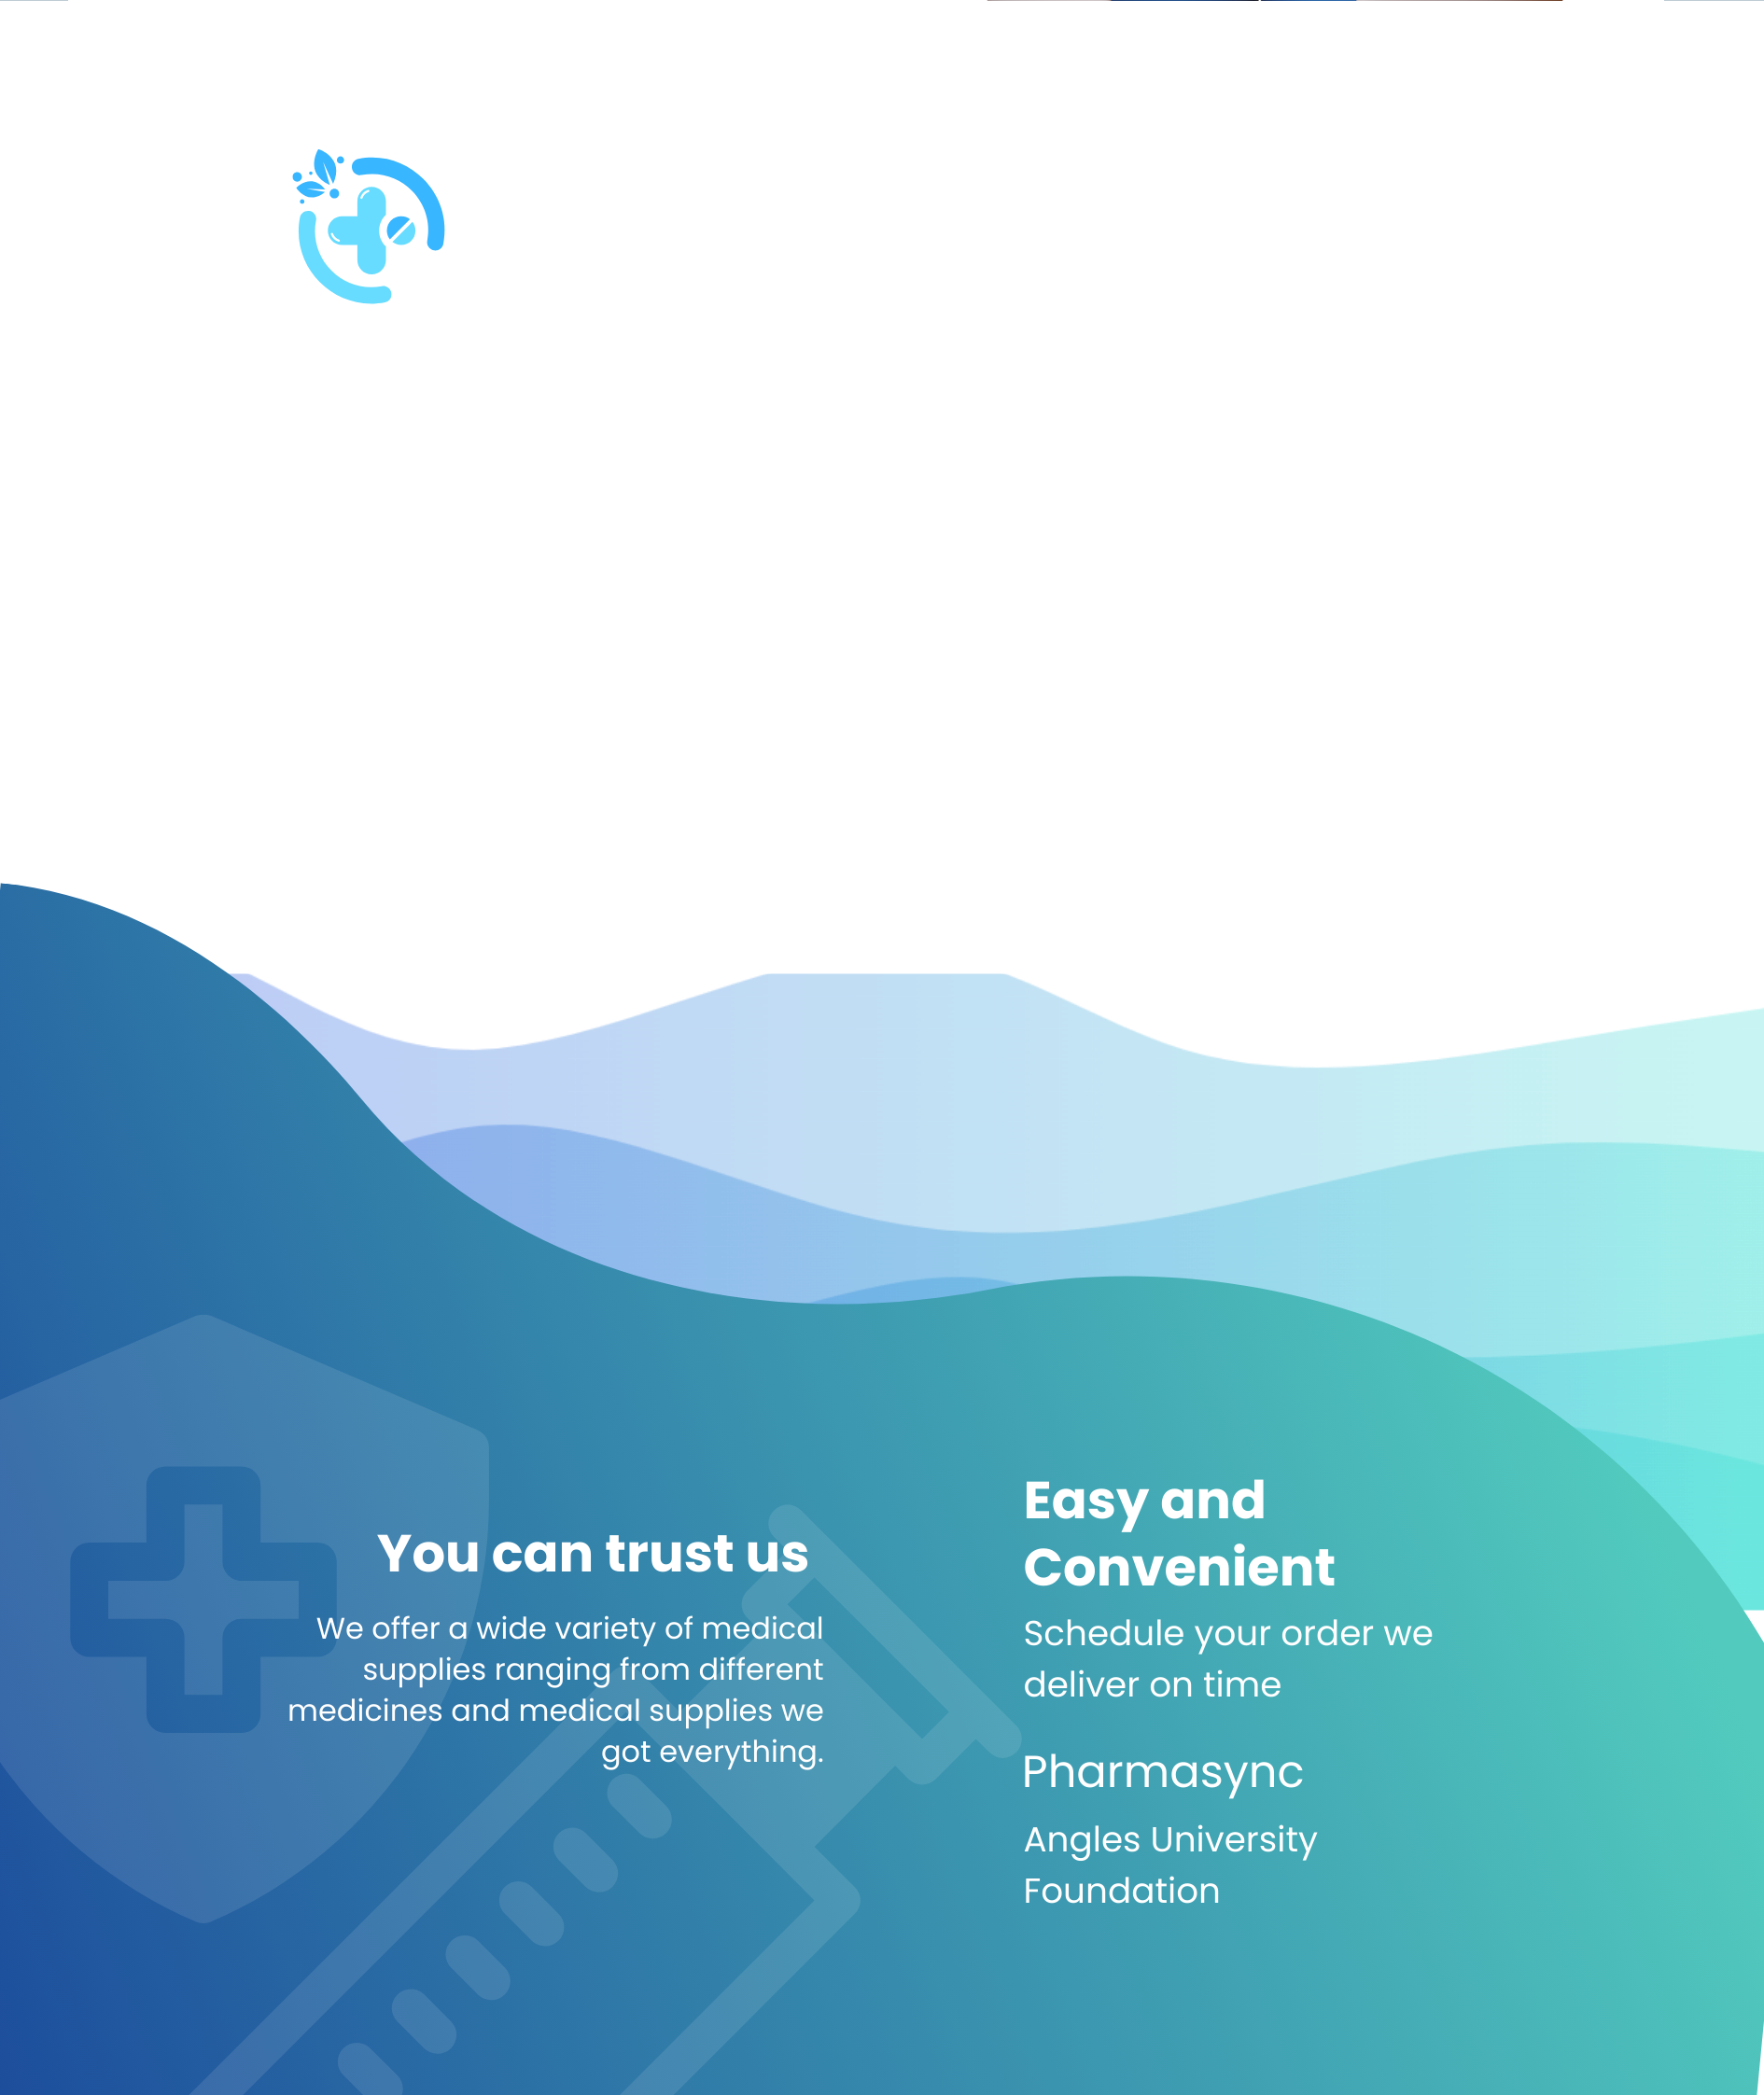 You can trust us
We offer a wide variety of medical
supplies ranging from different
medicines and medical supplies we
got everything.
Easy and
Convenient
Schedule your order we
deliver on time
Pharmasync
Angles University
Foundation